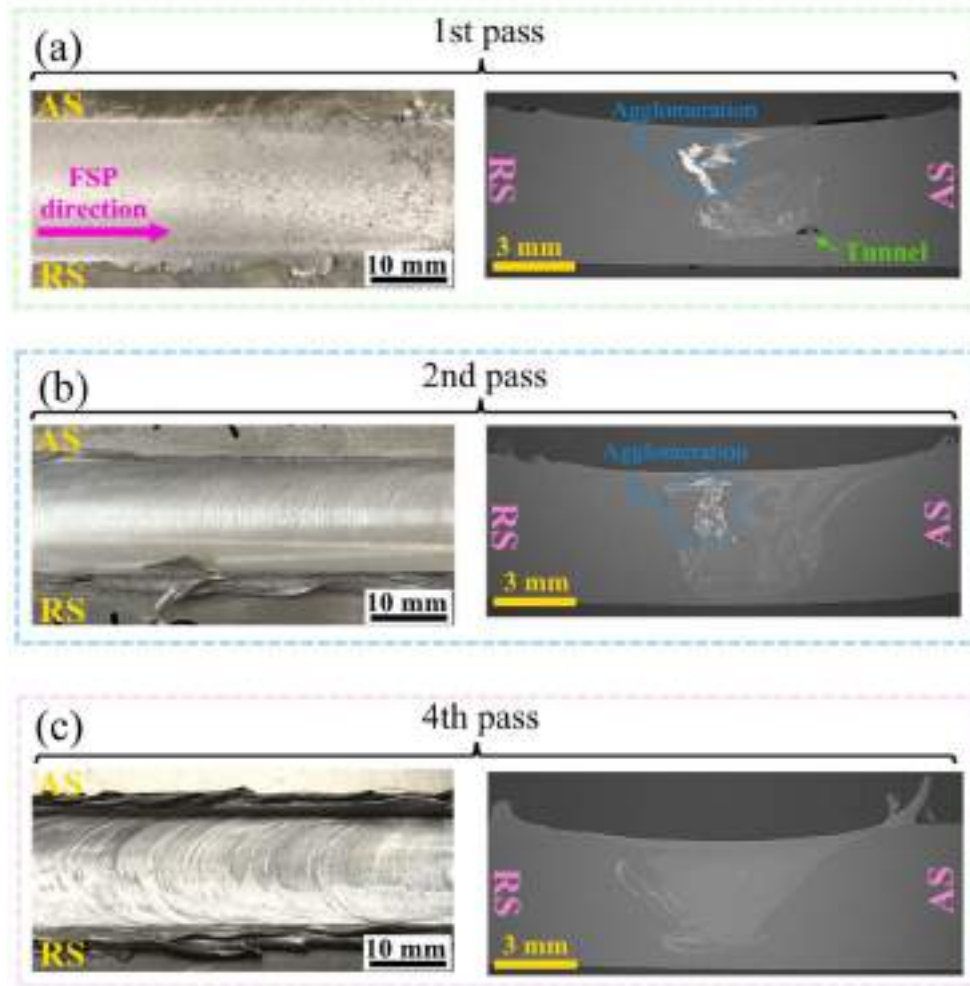 (a)
1st pass
AS
FSP
direction
RS
10 mm
Agglomeration
RS
AS
3 mm
Tunnel
(b)
2nd pass
AS
RS
10 mm
Agglomeration
RS
AS
3 mm
(c)
4th pass
AS
RS
10 mm
RS
AS
3 mm